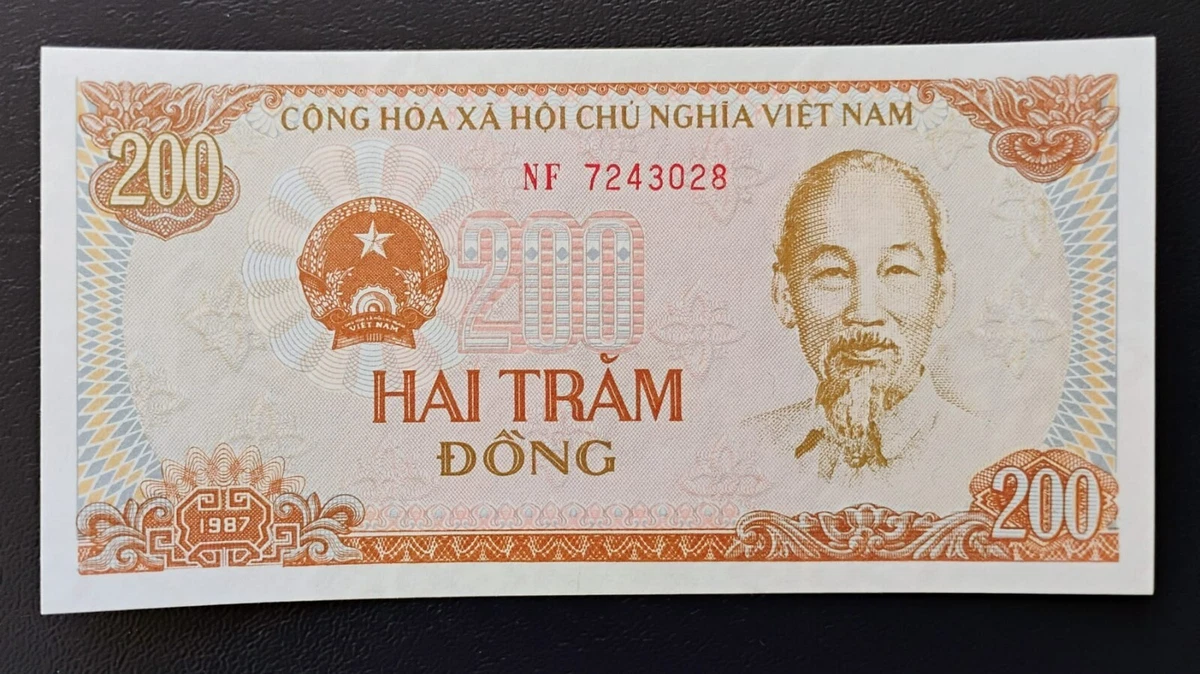 CỘNG HÒA XÃ HỘI CHỦ NGHĨA VIỆT NAM
200
NF 7243028
200
VIỆT NAM
HAI TRĂM
ĐỒNG
1987
200